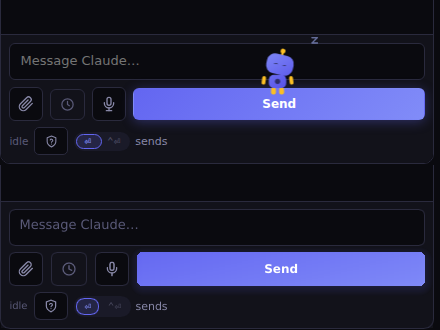 z
Message Claude...
Send
idle
⏎
^⏎
sends
Message Claude...
Send
idle
⏎
^⏎
sends